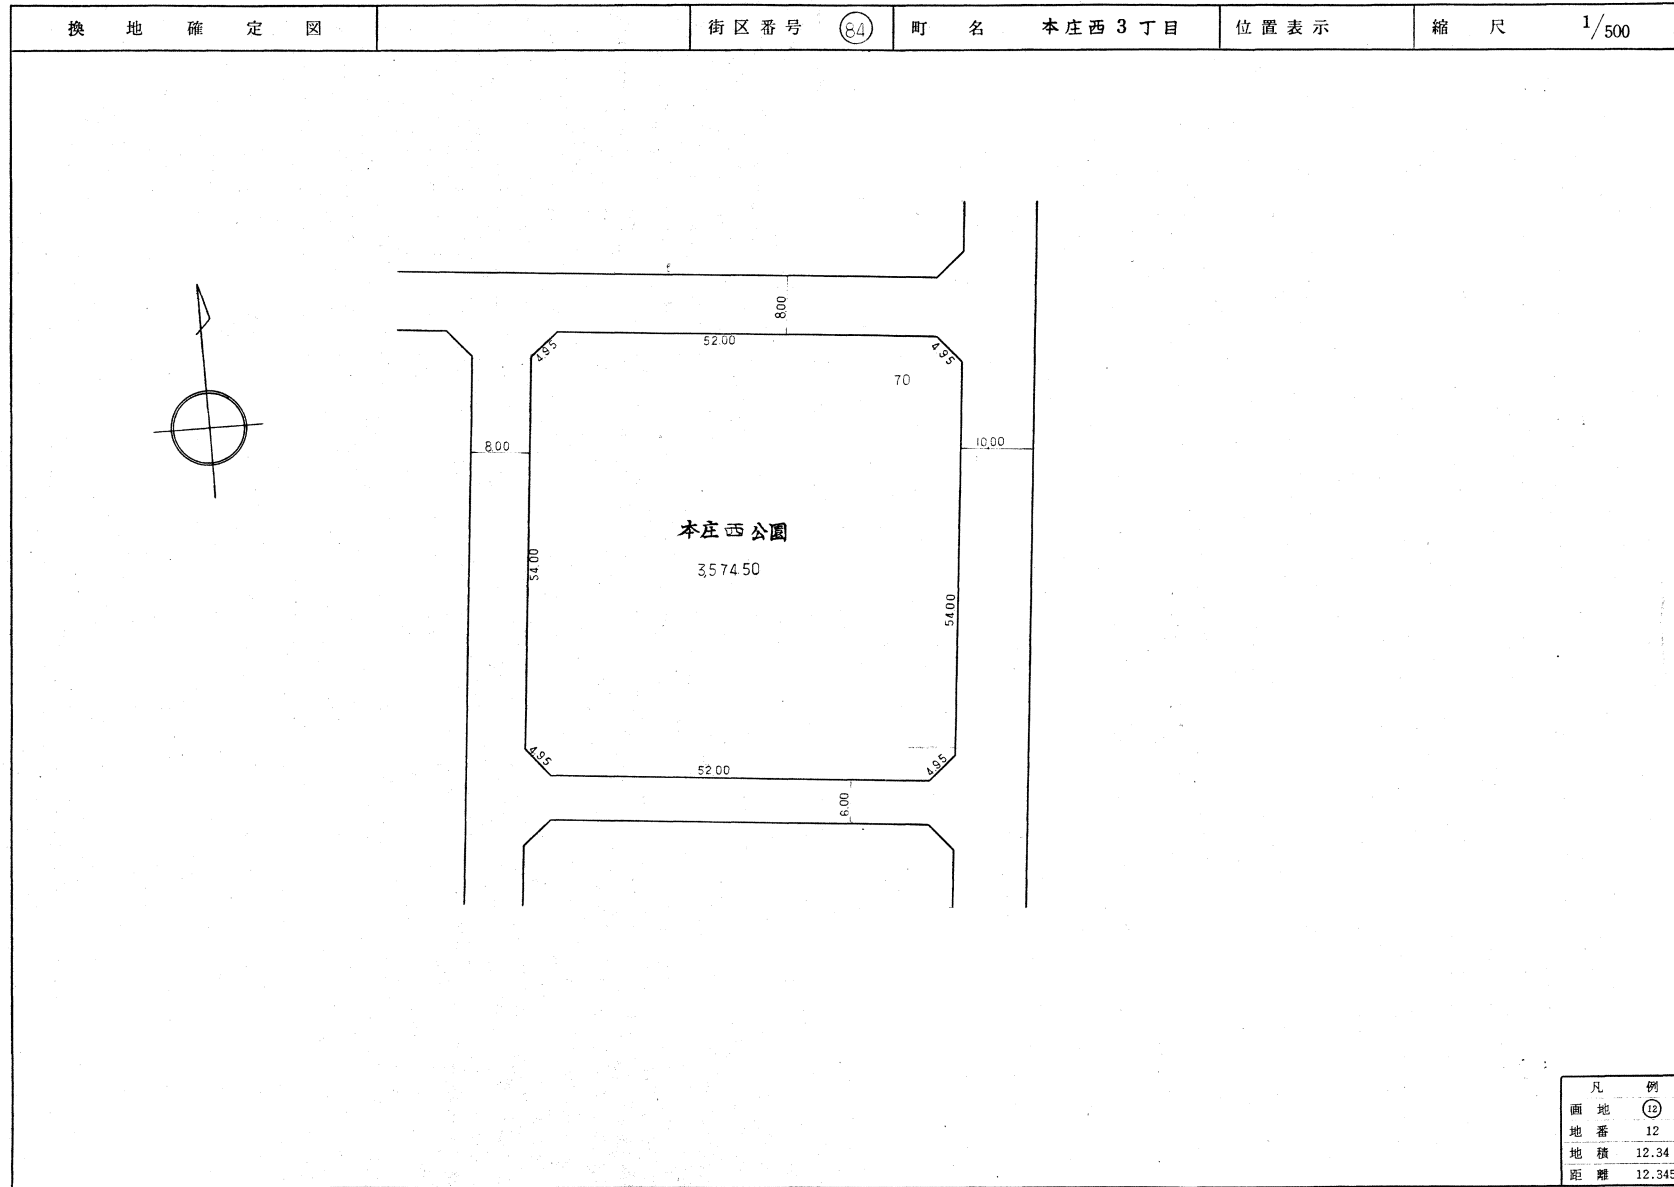 換地確定図 街区番号 84 町名 本庄西3丁目 位置表示 縮尺 1/500
8.00
52.00
4.95 4.95
70
8.00 10.00
本庄西公園
3,574.50
54.00
54.00
4.95 4.95
52.00
6.00
凡例
画地 12
地番 12
地積 12.34
距離 12.345